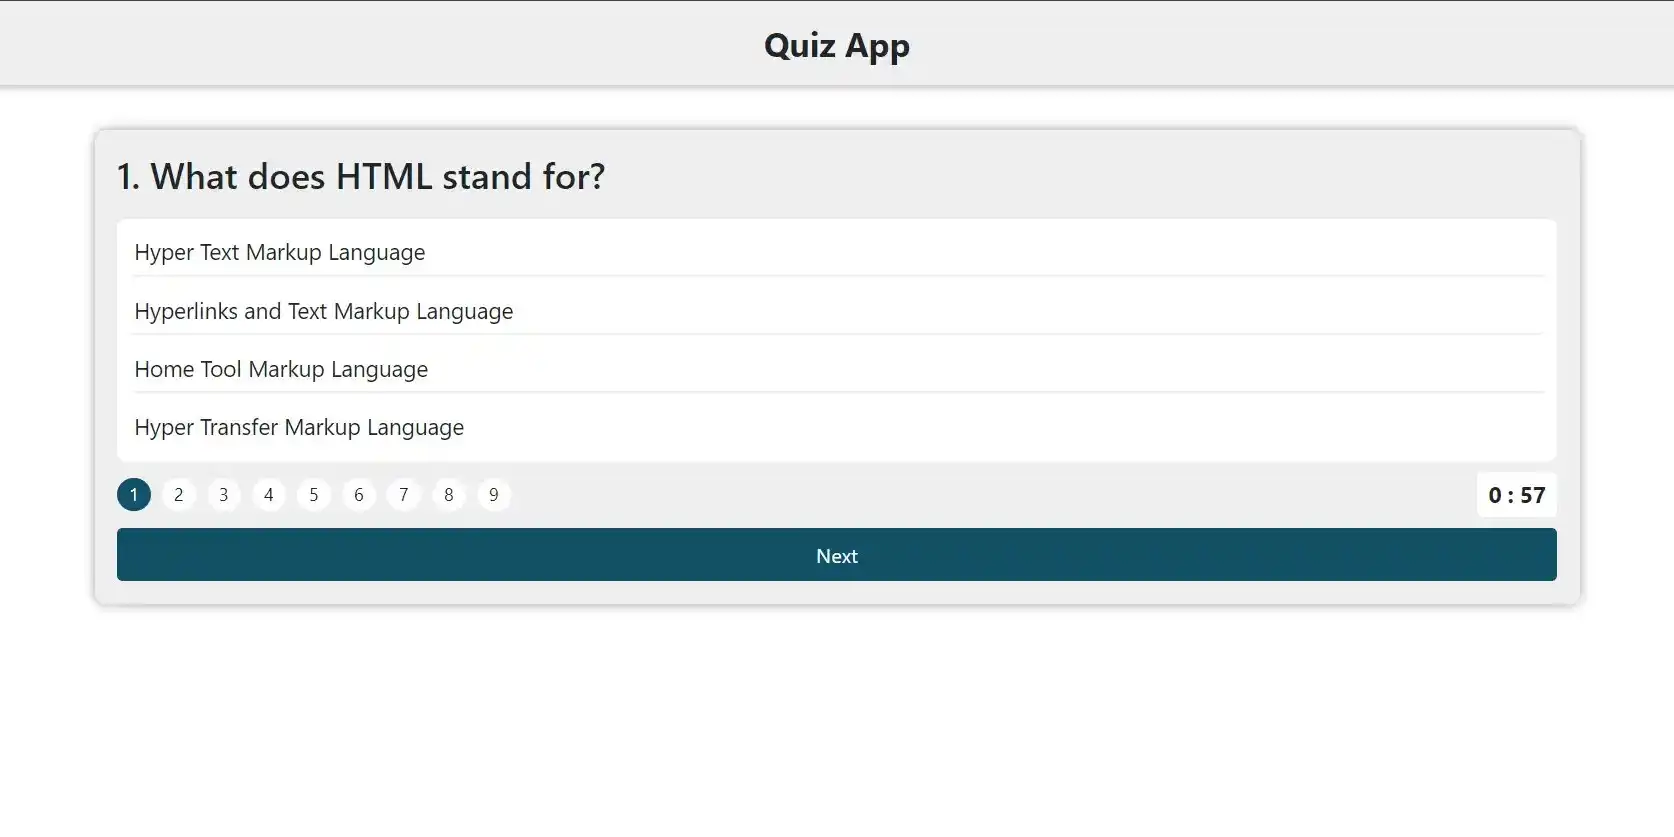 Quiz App
1. What does HTML stand for?
Hyper Text Markup Language
Hyperlinks and Text Markup Language
Home Tool Markup Language
Hyper Transfer Markup Language
1 2 3 4 5 6 7 8 9 0 : 57
Next